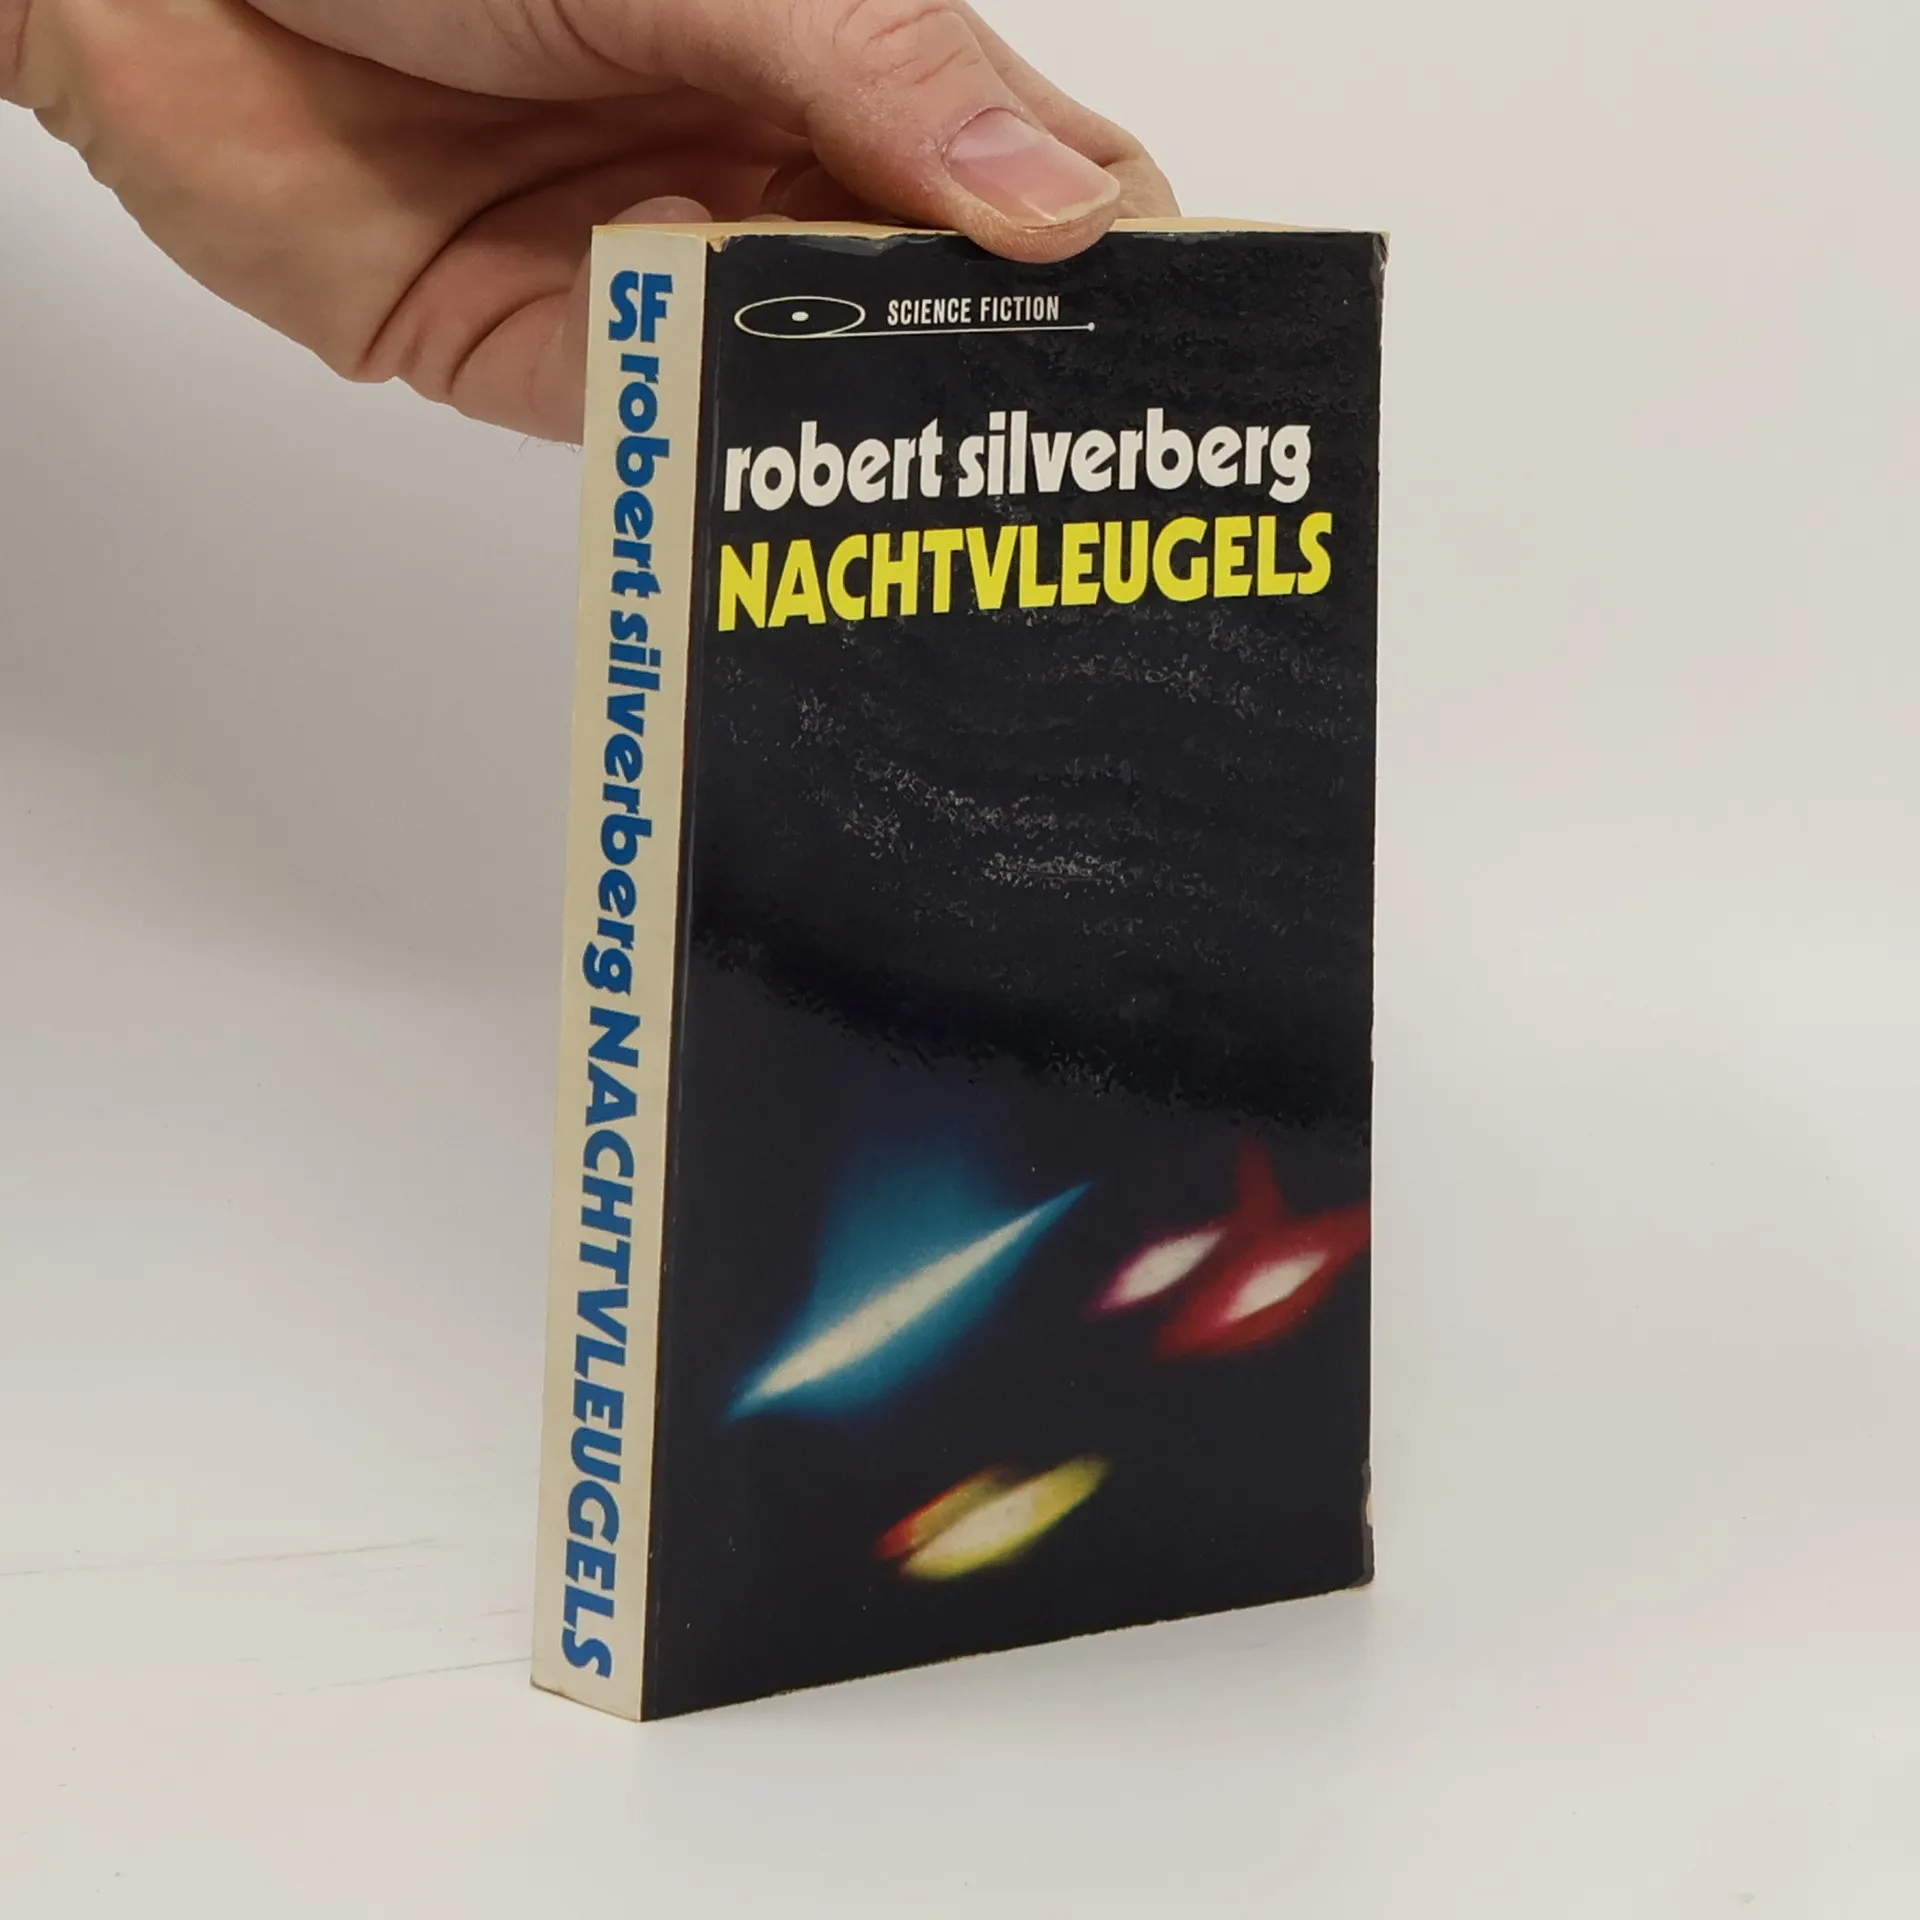 SF robert silverberg NACHTVLEUGELS
SCIENCE FICTION
robert silverberg
NACHTVLEUGELS